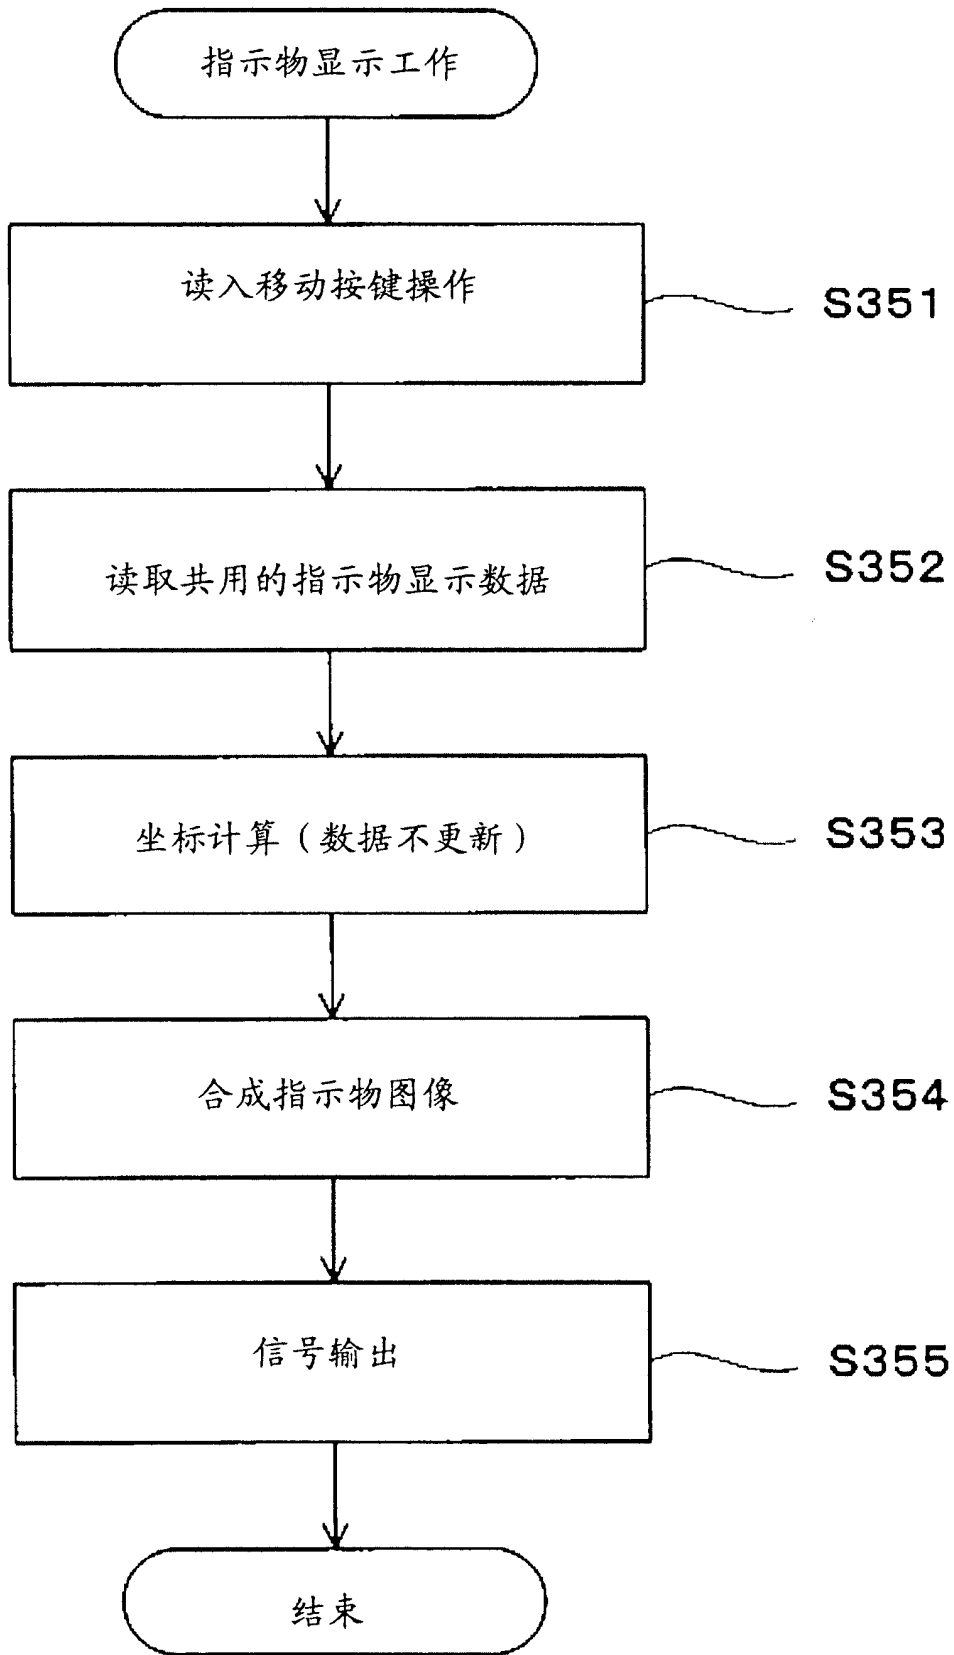 指示物显示工作
读入移动按键操作
S351
读取共用的指示物显示数据
S352
坐标计算（数据不更新）
S353
合成指示物图像
S354
信号输出
S355
结束